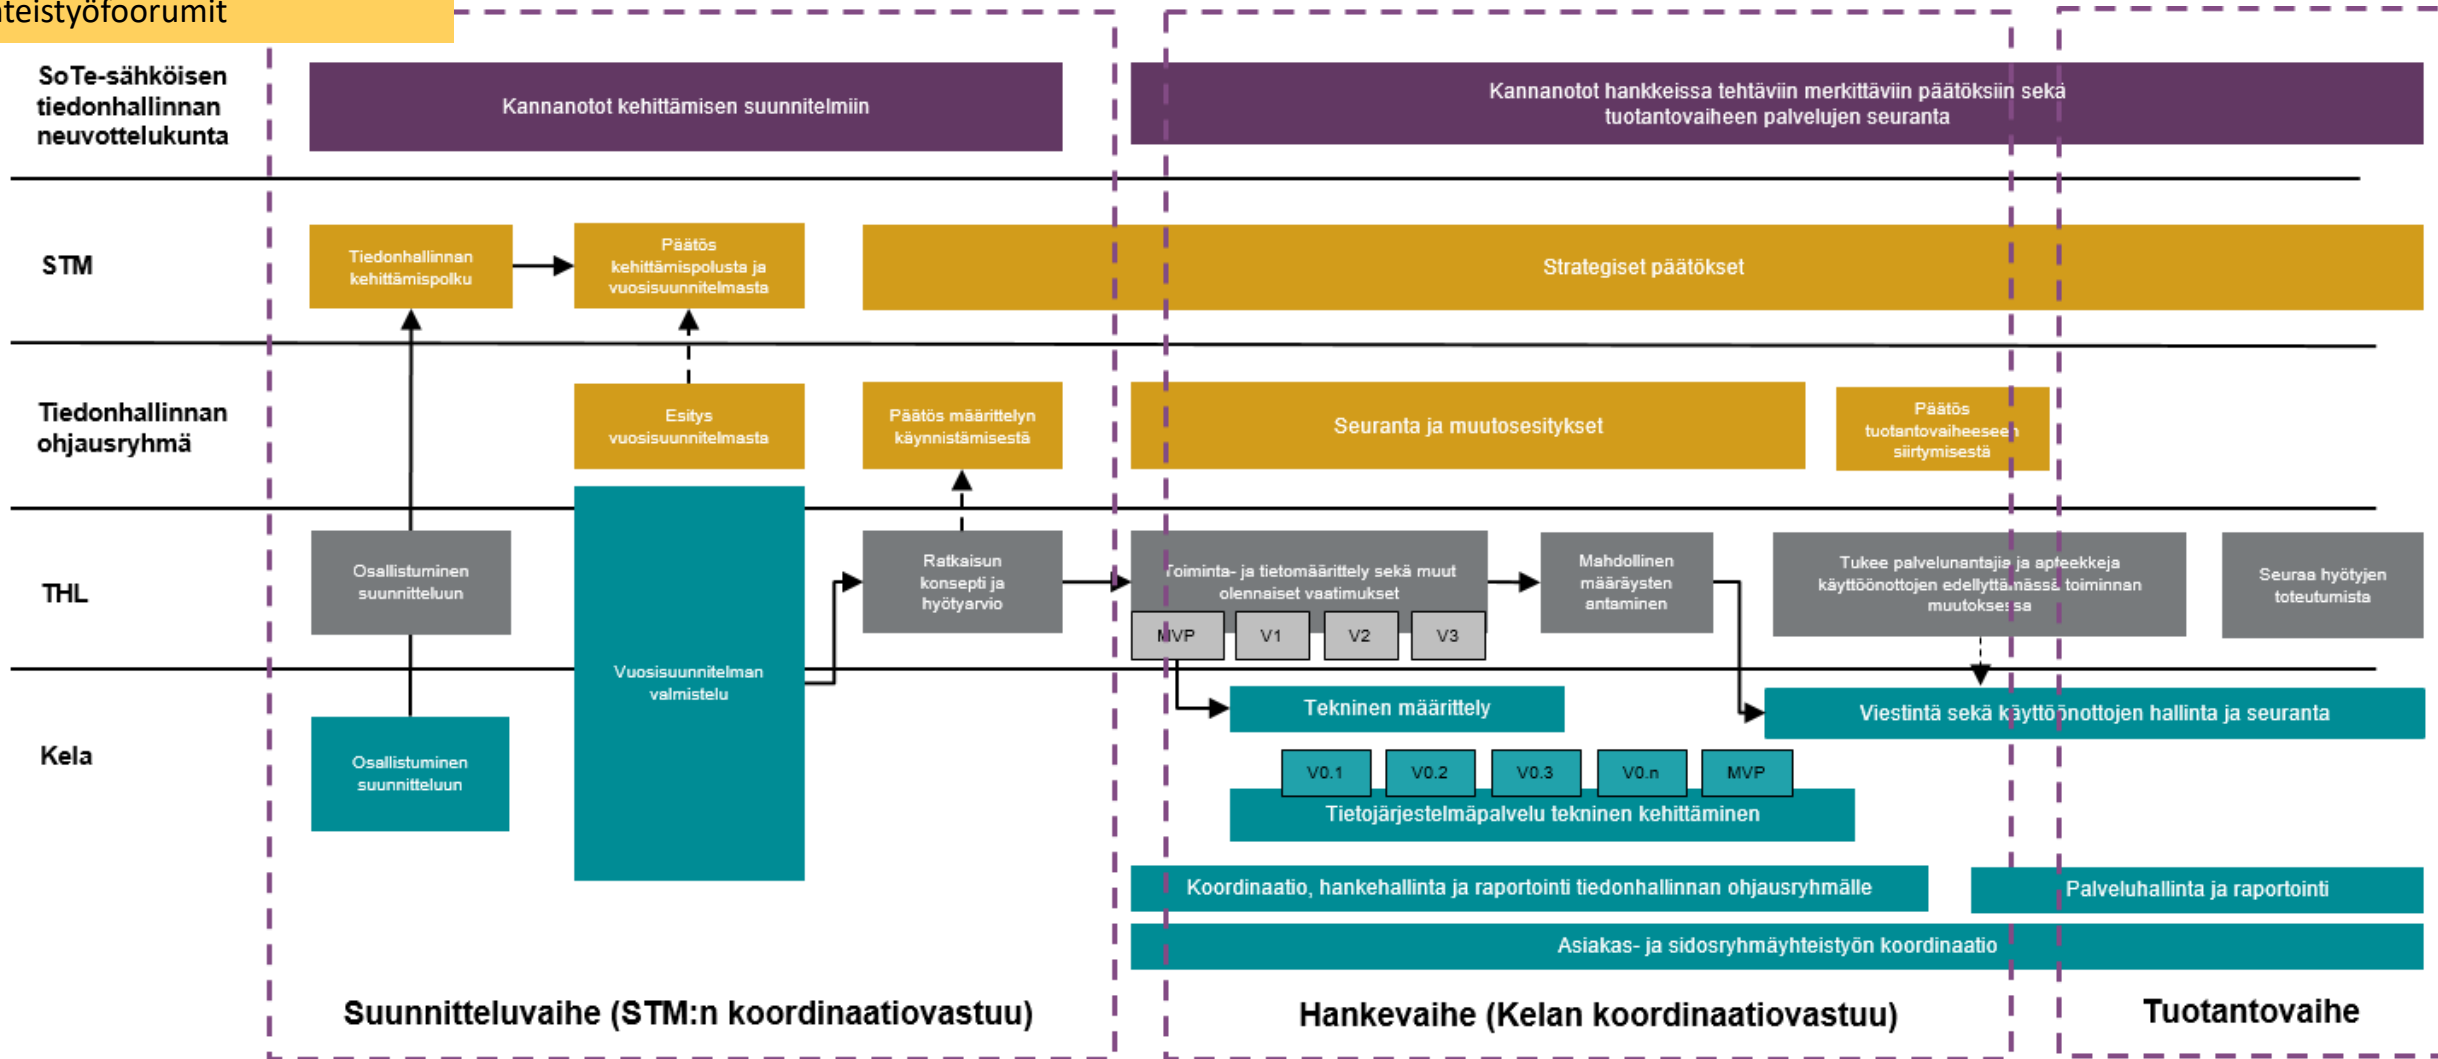 nteistyöfoorumit
SoTe-sähköisen
tiedonhallinnan
neuvottelukunta
Kannanotot kehittämisen suunnitelmiin
Kannanotot hankkeissa tehtäviin merkittäviin päätöksiin sekä
tuotantovaiheen palvelujen seuranta
STM
Tiedonhallinnan
kehittämispolku
Päätös
kehittämispolusta ja
vuosisuunnitelmasta
Strategiset päätökset
Tiedonhallinnan
ohjausryhmä
Esitys
vuosisuunnitelmasta
Päätös määrittelyn
käynnistämisestä
Seuranta ja muutosesitykset
Päätös
tuotantovaiheeseen
siirtymisestä
THL
Osallistuminen
suunnitteluun
Vuosisuunnitelman
valmistelu
Ratkaisun
konsepti ja
hyötyarvio
Toiminta- ja tietomäärittely sekä muut
olennaiset vaatimukset
MVP
V1
V2
V3
Mahdollinen
määräysten
antaminen
Tukee palvelunantajia ja apteekkeja
käyttöönottojen edellyttämässä toiminnan
muutoksessa
Seuraa hyötyjen
toteutumista
Kela
Osallistuminen
suunnitteluun
Tekninen määrittely
Viestintä sekä käyttöönottojen hallinta ja seuranta
V0.1
V0.2
V0.3
V0.n
MVP
Tietojärjestelmäpalvelu tekninen kehittäminen
Koordinaatio, hankehallinta ja raportointi tiedonhallinnan ohjausryhmälle
Palveluhallinta ja raportointi
Asiakas- ja sidosryhmäyhteistyön koordinaatio
Suunnitteluvaihe (STM:n koordinaatiovastuu)
Hankevaihe (Kelan koordinaatiovastuu)
Tuotantovaihe